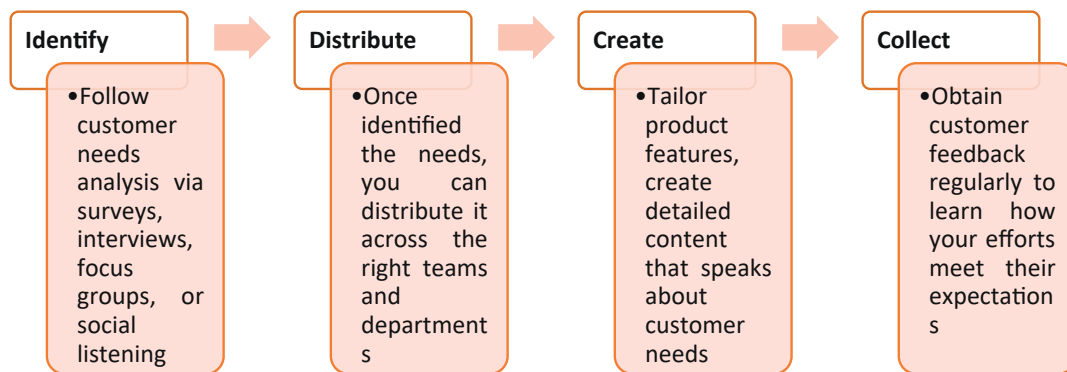 Identify
•Follow
customer
needs
analysis via
surveys,
interviews,
focus
groups, or
social
listening
Distribute
•Once
identified
the needs,
you can
distribute it
across the
right teams
and
department
s
Create
•Tailor
product
features,
create
detailed
content
that speaks
about
customer
needs
Collect
•Obtain
customer
feedback
regularly to
learn how
your efforts
meet their
expectation
s